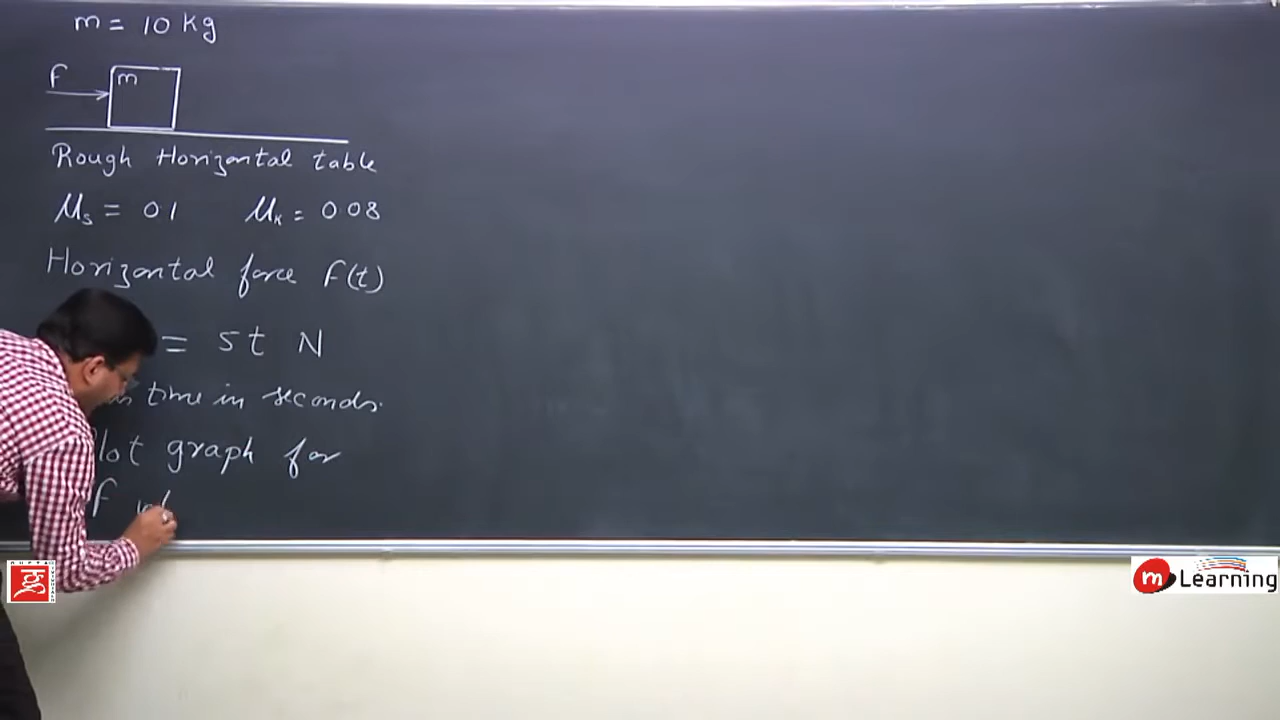 m = 10 kg
F
m
Rough Horizontal table
μs = 0.1 μk = 0.08
Horizontal force F(t)
= 5t N
time in seconds.
Plot graph for
f
m Learning